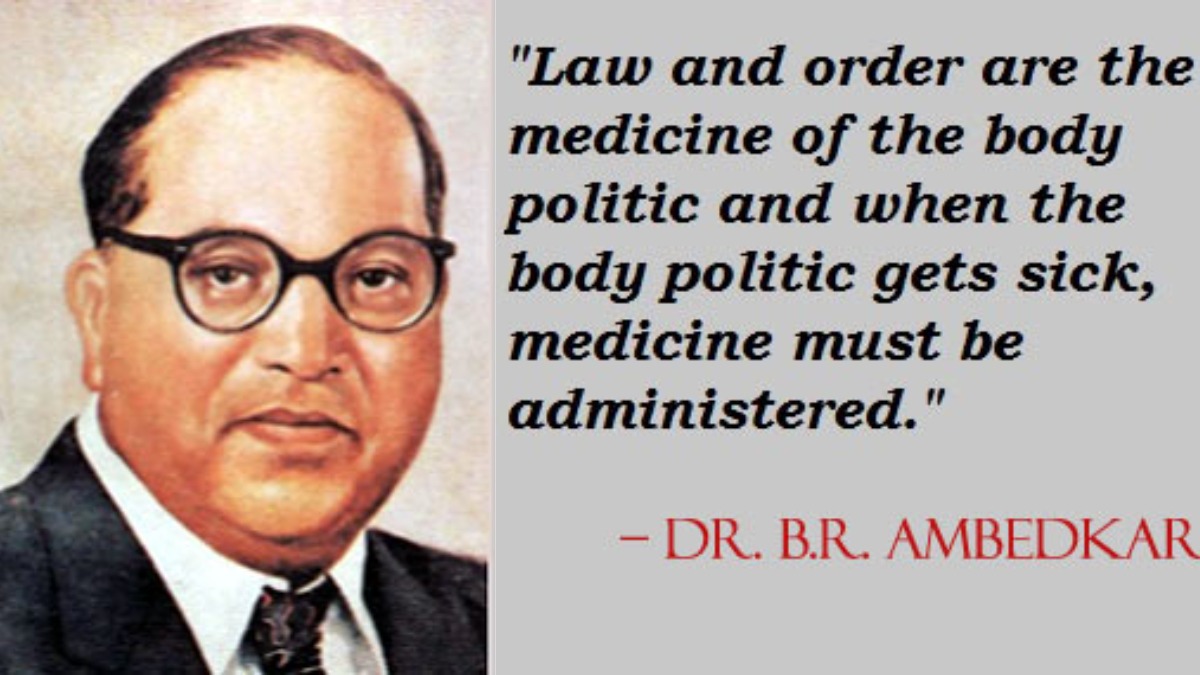 "Law and order are the
medicine of the body
politic and when the
body politic gets sick,
medicine must be
administered."
– DR. B.R. AMBEDKAR